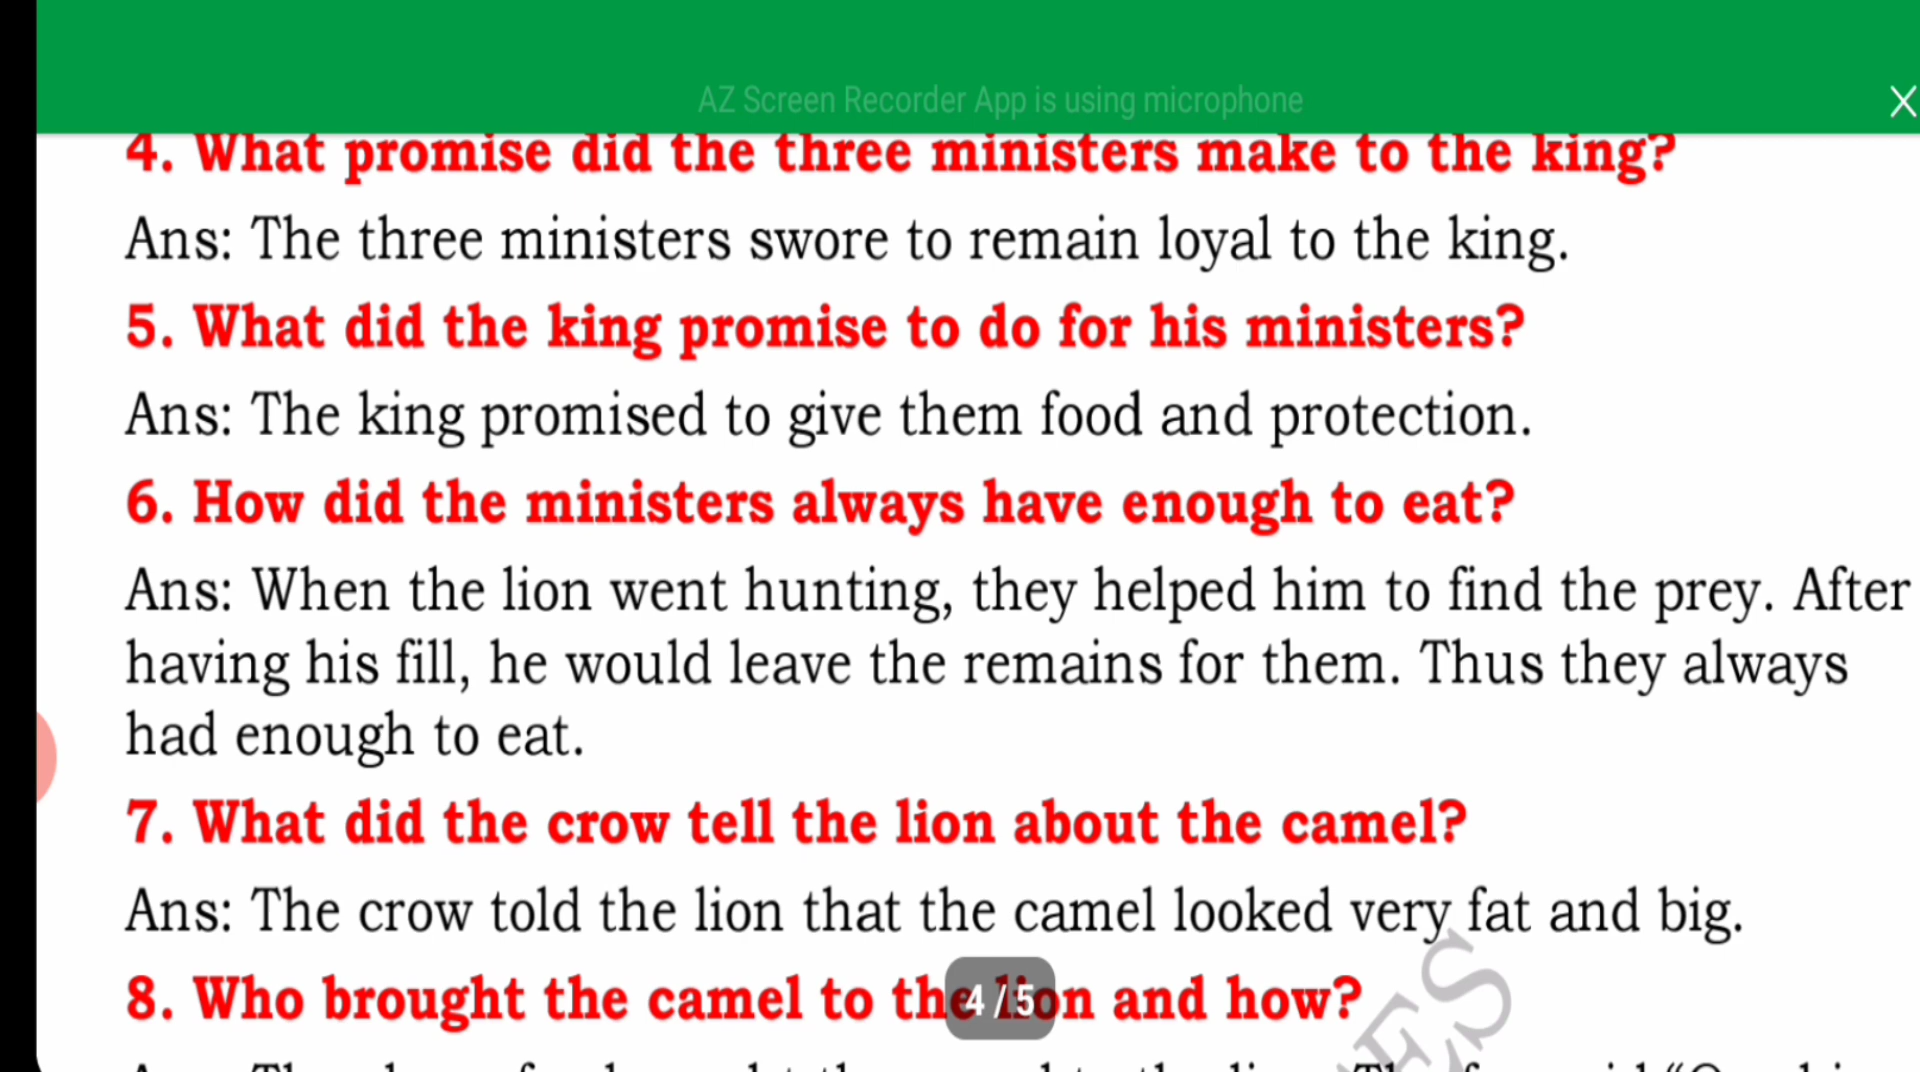 AZ Screen Recorder App is using microphone
4. What promise did the three ministers make to the king?
Ans: The three ministers swore to remain loyal to the king.
5. What did the king promise to do for his ministers?
Ans: The king promised to give them food and protection.
6. How did the ministers always have enough to eat?
Ans: When the lion went hunting, they helped him to find the prey. After
having his fill, he would leave the remains for them. Thus they always
had enough to eat.
7. What did the crow tell the lion about the camel?
Ans: The crow told the lion that the camel looked very fat and big.
8. Who brought the camel to the lion and how?
4/5